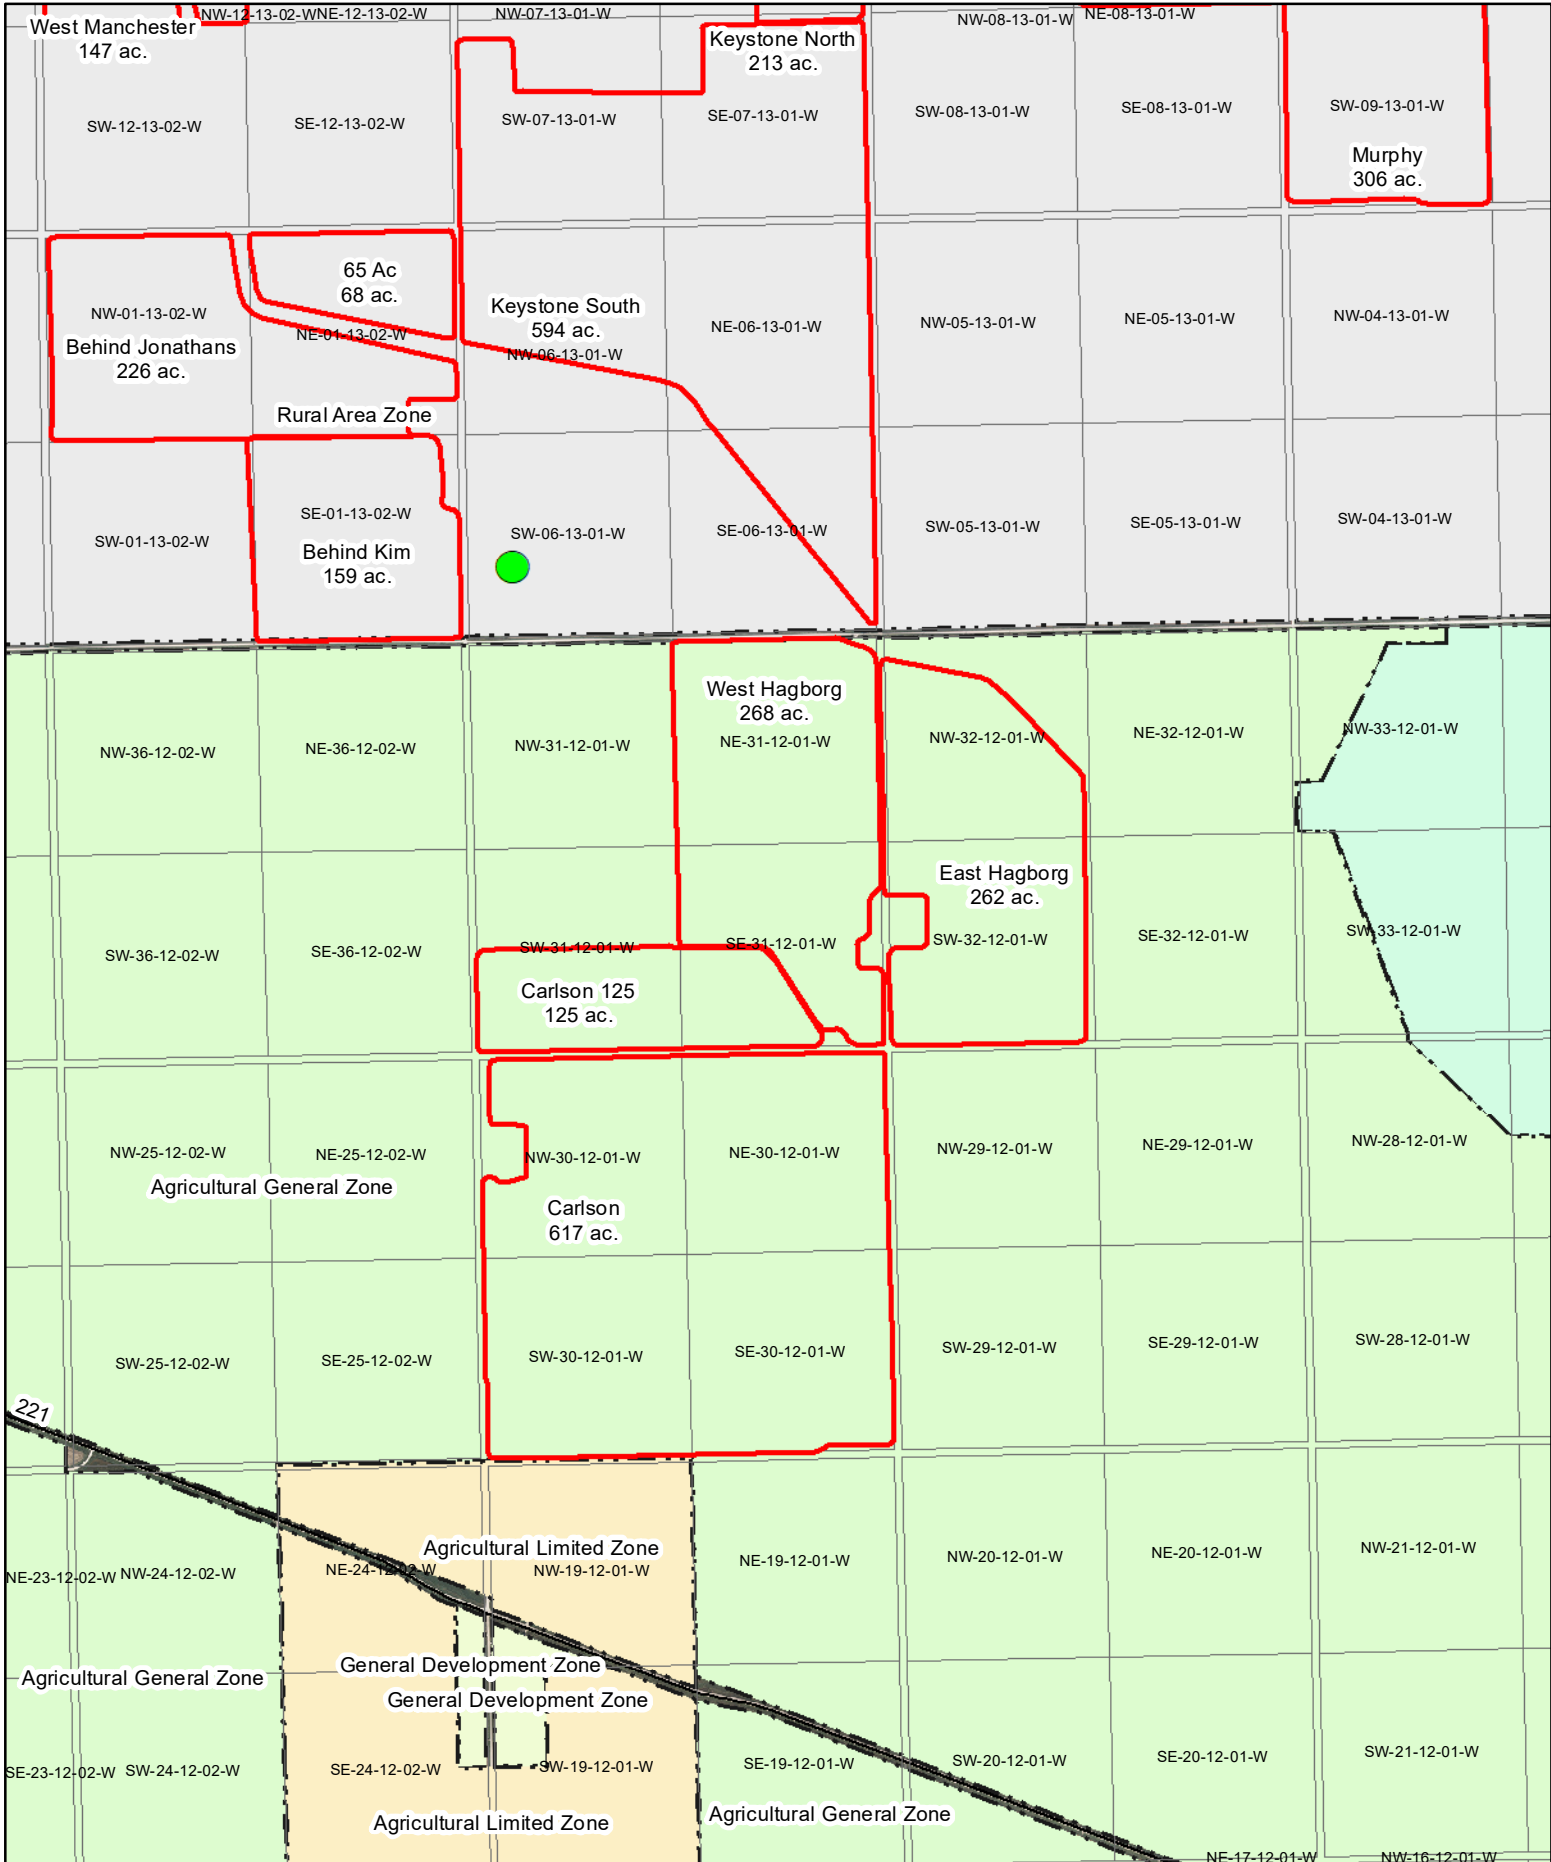 NW-12-13-02-W
NE-12-13-02-W
NW-07-13-01-W
NW-08-13-01-W
NE-08-13-01-W
West Manchester
147 ac.
Keystone North
213 ac.
SW-12-13-02-W
SE-12-13-02-W
SW-07-13-01-W
SE-07-13-01-W
SW-08-13-01-W
SE-08-13-01-W
SW-09-13-01-W
Murphy
306 ac.
65 Ac
68 ac.
Keystone South
594 ac.
NW-01-13-02-W
NE-01-13-02-W
NW-06-13-01-W
NE-06-13-01-W
NW-05-13-01-W
NE-05-13-01-W
NW-04-13-01-W
Behind Jonathans
226 ac.
Rural Area Zone
SW-01-13-02-W
SE-01-13-02-W
SW-06-13-01-W
SE-06-13-01-W
SW-05-13-01-W
SE-05-13-01-W
SW-04-13-01-W
Behind Kim
159 ac.
West Hagborg
268 ac.
NW-36-12-02-W
NE-36-12-02-W
NW-31-12-01-W
NE-31-12-01-W
NW-32-12-01-W
NE-32-12-01-W
NW-33-12-01-W
East Hagborg
262 ac.
SW-36-12-02-W
SE-36-12-02-W
SW-31-12-01-W
SE-31-12-01-W
SW-32-12-01-W
SE-32-12-01-W
SW-33-12-01-W
Carlson 125
125 ac.
NW-25-12-02-W
NE-25-12-02-W
NW-30-12-01-W
NE-30-12-01-W
NW-29-12-01-W
NE-29-12-01-W
NW-28-12-01-W
Agricultural General Zone
Carlson
617 ac.
SW-25-12-02-W
SE-25-12-02-W
SW-30-12-01-W
SE-30-12-01-W
SW-29-12-01-W
SE-29-12-01-W
SW-28-12-01-W
221
Agricultural Limited Zone
NE-23-12-02-W
NW-24-12-02-W
NE-24-12-02-W
NW-19-12-01-W
NE-19-12-01-W
NW-20-12-01-W
NE-20-12-01-W
NW-21-12-01-W
Agricultural General Zone
General Development Zone
General Development Zone
SE-23-12-02-W
SW-24-12-02-W
SE-24-12-02-W
SW-19-12-01-W
SE-19-12-01-W
SW-20-12-01-W
SE-20-12-01-W
SW-21-12-01-W
Agricultural Limited Zone
Agricultural General Zone
NE-17-12-01-W
NW-16-12-01-W